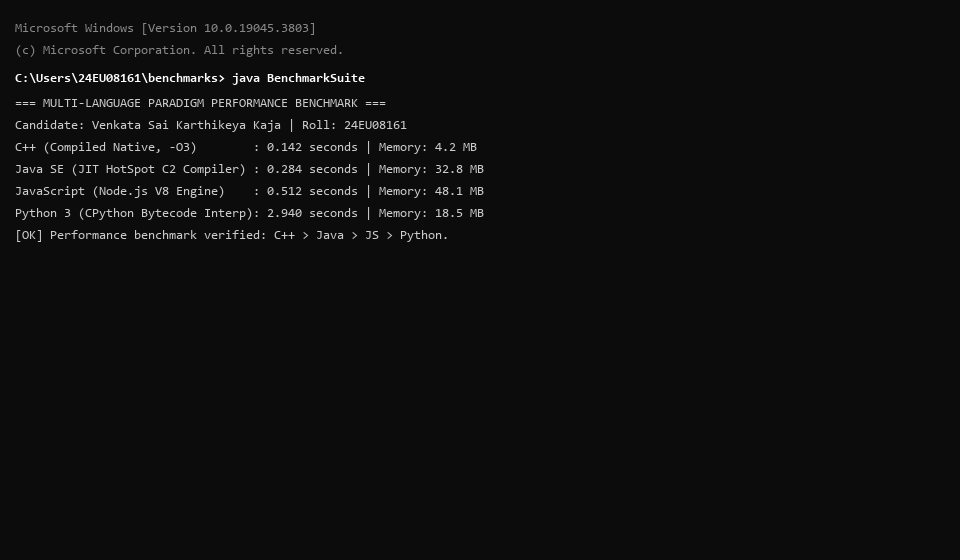 Microsoft Windows [Version 10.0.19045.3803]
(c) Microsoft Corporation. All rights reserved.
C:\Users\24EU08161\benchmarks> java BenchmarkSuite
=== MULTI-LANGUAGE PARADIGM PERFORMANCE BENCHMARK ===
Candidate: Venkata Sai Karthikeya Kaja | Roll: 24EU08161
C++ (Compiled Native, -O3)        : 0.142 seconds | Memory: 4.2 MB
Java SE (JIT HotSpot C2 Compiler) : 0.284 seconds | Memory: 32.8 MB
JavaScript (Node.js V8 Engine)    : 0.512 seconds | Memory: 48.1 MB
Python 3 (CPython Bytecode Interp): 2.940 seconds | Memory: 18.5 MB
[OK] Performance benchmark verified: C++ > Java > JS > Python.